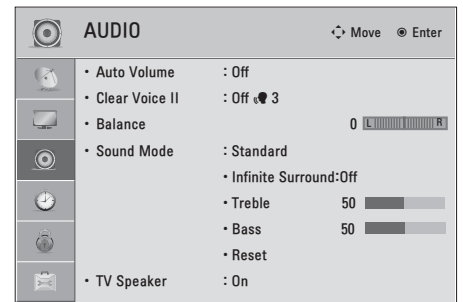 AUDIO Move Enter
• Auto Volume : Off
• Clear Voice II : Off 3
• Balance 0 L R
• Sound Mode : Standard
• Infinite Surround:Off
• Treble 50
• Bass 50
• Reset
• TV Speaker : On